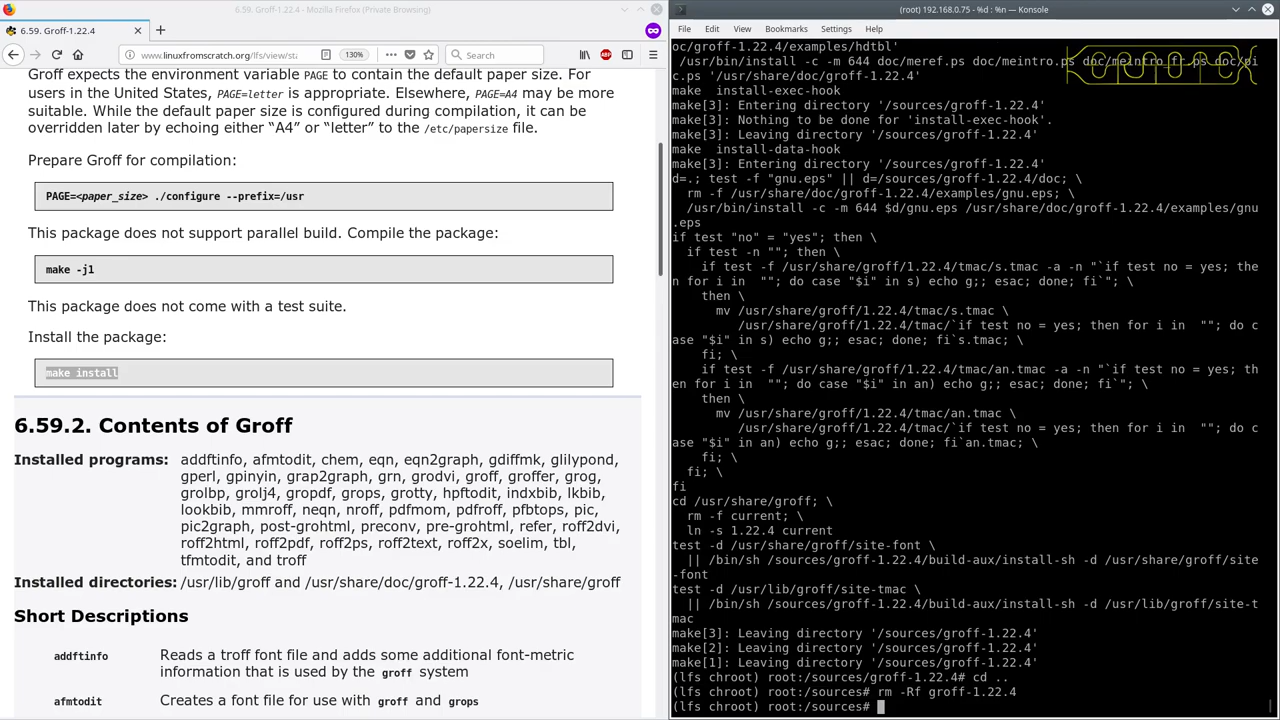 6.59. Groff-1.22.4 - Mozilla Firefox (Private Browsing)
6.59. Groff-1.22.4
www.linuxfromscratch.org/lfs/view/sta
130%
Search
Groff expects the environment variable PAGE to contain the default paper size. For
users in the United States, PAGE=letter is appropriate. Elsewhere, PAGE=A4 may be more
suitable. While the default paper size is configured during compilation, it can be
overridden later by echoing either “A4” or “letter” to the /etc/papersize file.
Prepare Groff for compilation:
PAGE=<paper_size> ./configure --prefix=/usr
This package does not support parallel build. Compile the package:
make -j1
This package does not come with a test suite.
Install the package:
make install
6.59.2. Contents of Groff
Installed programs: addftinfo, afmtodit, chem, eqn, eqn2graph, gdiffmk, glilypond,
gperl, gpinyin, grap2graph, grn, grodvi, groff, groffer, grog,
grolbp, grolj4, gropdf, grops, grotty, hpftodit, indxbib, lkbib,
lookbib, mmroff, neqn, nroff, pdfmom, pdfroff, pfbtops, pic,
pic2graph, post-grohtml, preconv, pre-grohtml, refer, roff2dvi,
roff2html, roff2pdf, roff2ps, roff2text, roff2x, soelim, tbl,
tfmtodit, and troff
Installed directories: /usr/lib/groff and /usr/share/doc/groff-1.22.4, /usr/share/groff
Short Descriptions
addftinfo Reads a troff font file and adds some additional font-metric
information that is used by the groff system
afmtodit Creates a font file for use with groff and grops
(root) 192.168.0.75 - %d : %n — Konsole
File Edit View Bookmarks Settings Help
oc/groff-1.22.4/examples/hdtbl'
/usr/bin/install -c -m 644 doc/meref.ps doc/meintro.ps doc/meintro_fr.ps doc/pi
c.ps '/usr/share/doc/groff-1.22.4'
make  install-exec-hook
make[3]: Entering directory '/sources/groff-1.22.4'
make[3]: Nothing to be done for 'install-exec-hook'.
make[3]: Leaving directory '/sources/groff-1.22.4'
make  install-data-hook
make[3]: Entering directory '/sources/groff-1.22.4'
d=.; test -f "gnu.eps" || d=/sources/groff-1.22.4/doc; \
rm -f /usr/share/doc/groff-1.22.4/examples/gnu.eps; \
/usr/bin/install -c -m 644 $d/gnu.eps /usr/share/doc/groff-1.22.4/examples/gnu
.eps
if test "no" = "yes"; then \
if test -n ""; then \
if test -f /usr/share/groff/1.22.4/tmac/s.tmac -a -n "`if test no = yes; the
n for i in  ""; do case "$i" in s) echo g;; esac; done; fi`"; \
then \
mv /usr/share/groff/1.22.4/tmac/s.tmac \
/usr/share/groff/1.22.4/tmac/`if test no = yes; then for i in  ""; do c
ase "$i" in s) echo g;; esac; done; fi`s.tmac; \
fi; \
if test -f /usr/share/groff/1.22.4/tmac/an.tmac -a -n "`if test no = yes; th
en for i in  ""; do case "$i" in an) echo g;; esac; done; fi`"; \
then \
mv /usr/share/groff/1.22.4/tmac/an.tmac \
/usr/share/groff/1.22.4/tmac/`if test no = yes; then for i in  ""; do c
ase "$i" in an) echo g;; esac; done; fi`an.tmac; \
fi; \
fi; \
fi
cd /usr/share/groff; \
rm -f current; \
ln -s 1.22.4 current
test -d /usr/share/groff/site-font \
|| /bin/sh /sources/groff-1.22.4/build-aux/install-sh -d /usr/share/groff/site
-font
test -d /usr/lib/groff/site-tmac \
|| /bin/sh /sources/groff-1.22.4/build-aux/install-sh -d /usr/lib/groff/site-t
mac
make[3]: Leaving directory '/sources/groff-1.22.4'
make[2]: Leaving directory '/sources/groff-1.22.4'
make[1]: Leaving directory '/sources/groff-1.22.4'
(lfs chroot) root:/sources/groff-1.22.4# cd ..
(lfs chroot) root:/sources# rm -Rf groff-1.22.4
(lfs chroot) root:/sources#